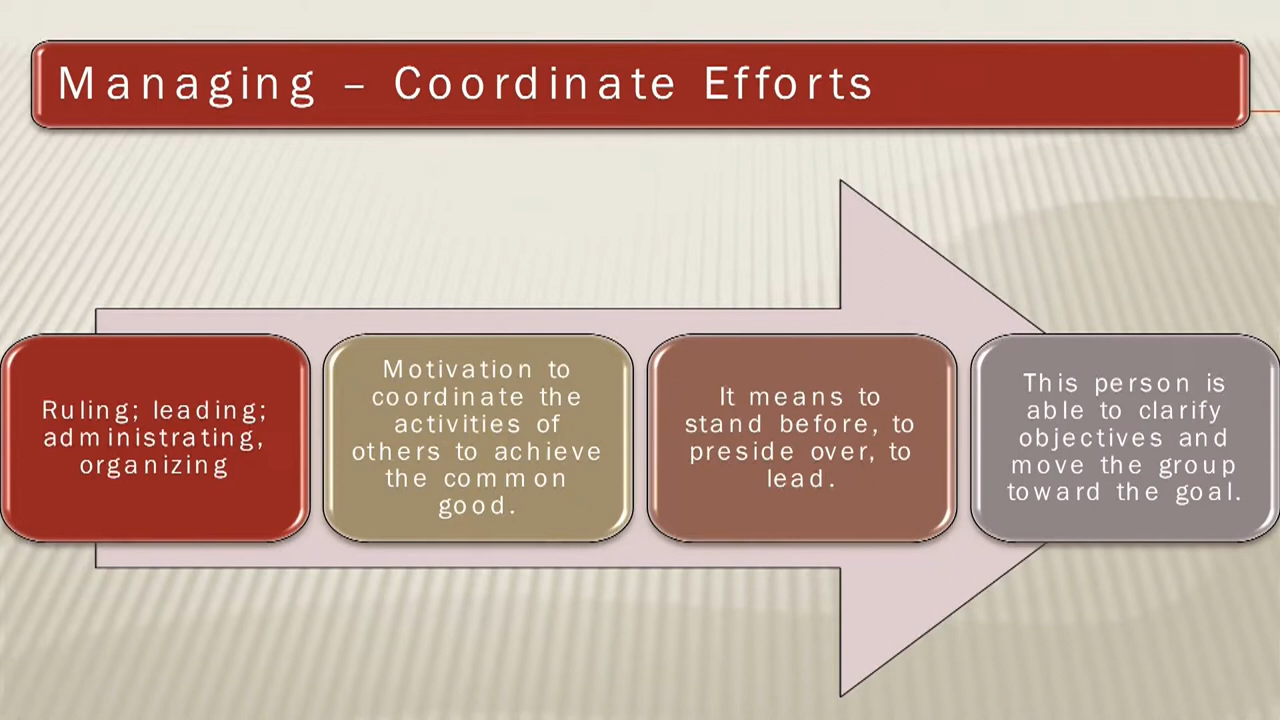 Managing – Coordinate Efforts
Ruling; leading;
administrating,
organizing
Motivation to
coordinate the
activities of
others to achieve
the common
good.
It means to
stand before, to
preside over, to
lead.
This person is
able to clarify
objectives and
move the group
toward the goal.